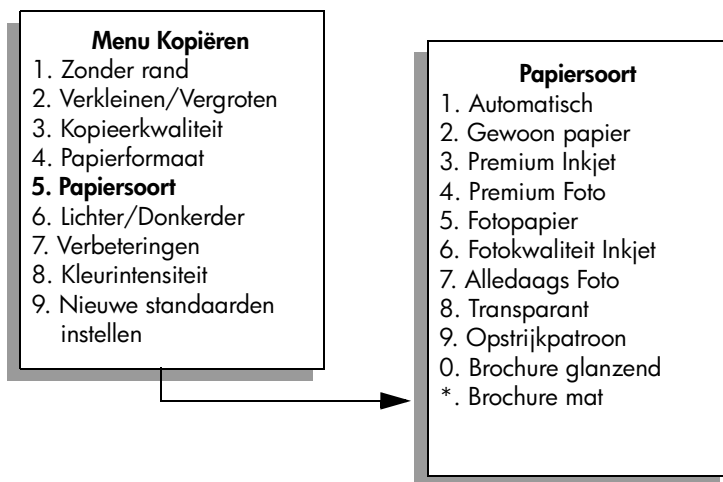 Menu Kopiëren
1. Zonder rand
2. Verkleinen/Vergroten
3. Kopieerkwaliteit
4. Papierformaat
5. Papiersoort
6. Lichter/Donkerder
7. Verbeteringen
8. Kleurintensiteit
9. Nieuwe standaarden
instellen
Papiersoort
1. Automatisch
2. Gewoon papier
3. Premium Inkjet
4. Premium Foto
5. Fotopapier
6. Fotokwaliteit Inkjet
7. Alledaags Foto
8. Transparant
9. Opstrijkpatroon
0. Brochure glanzend
*. Brochure mat